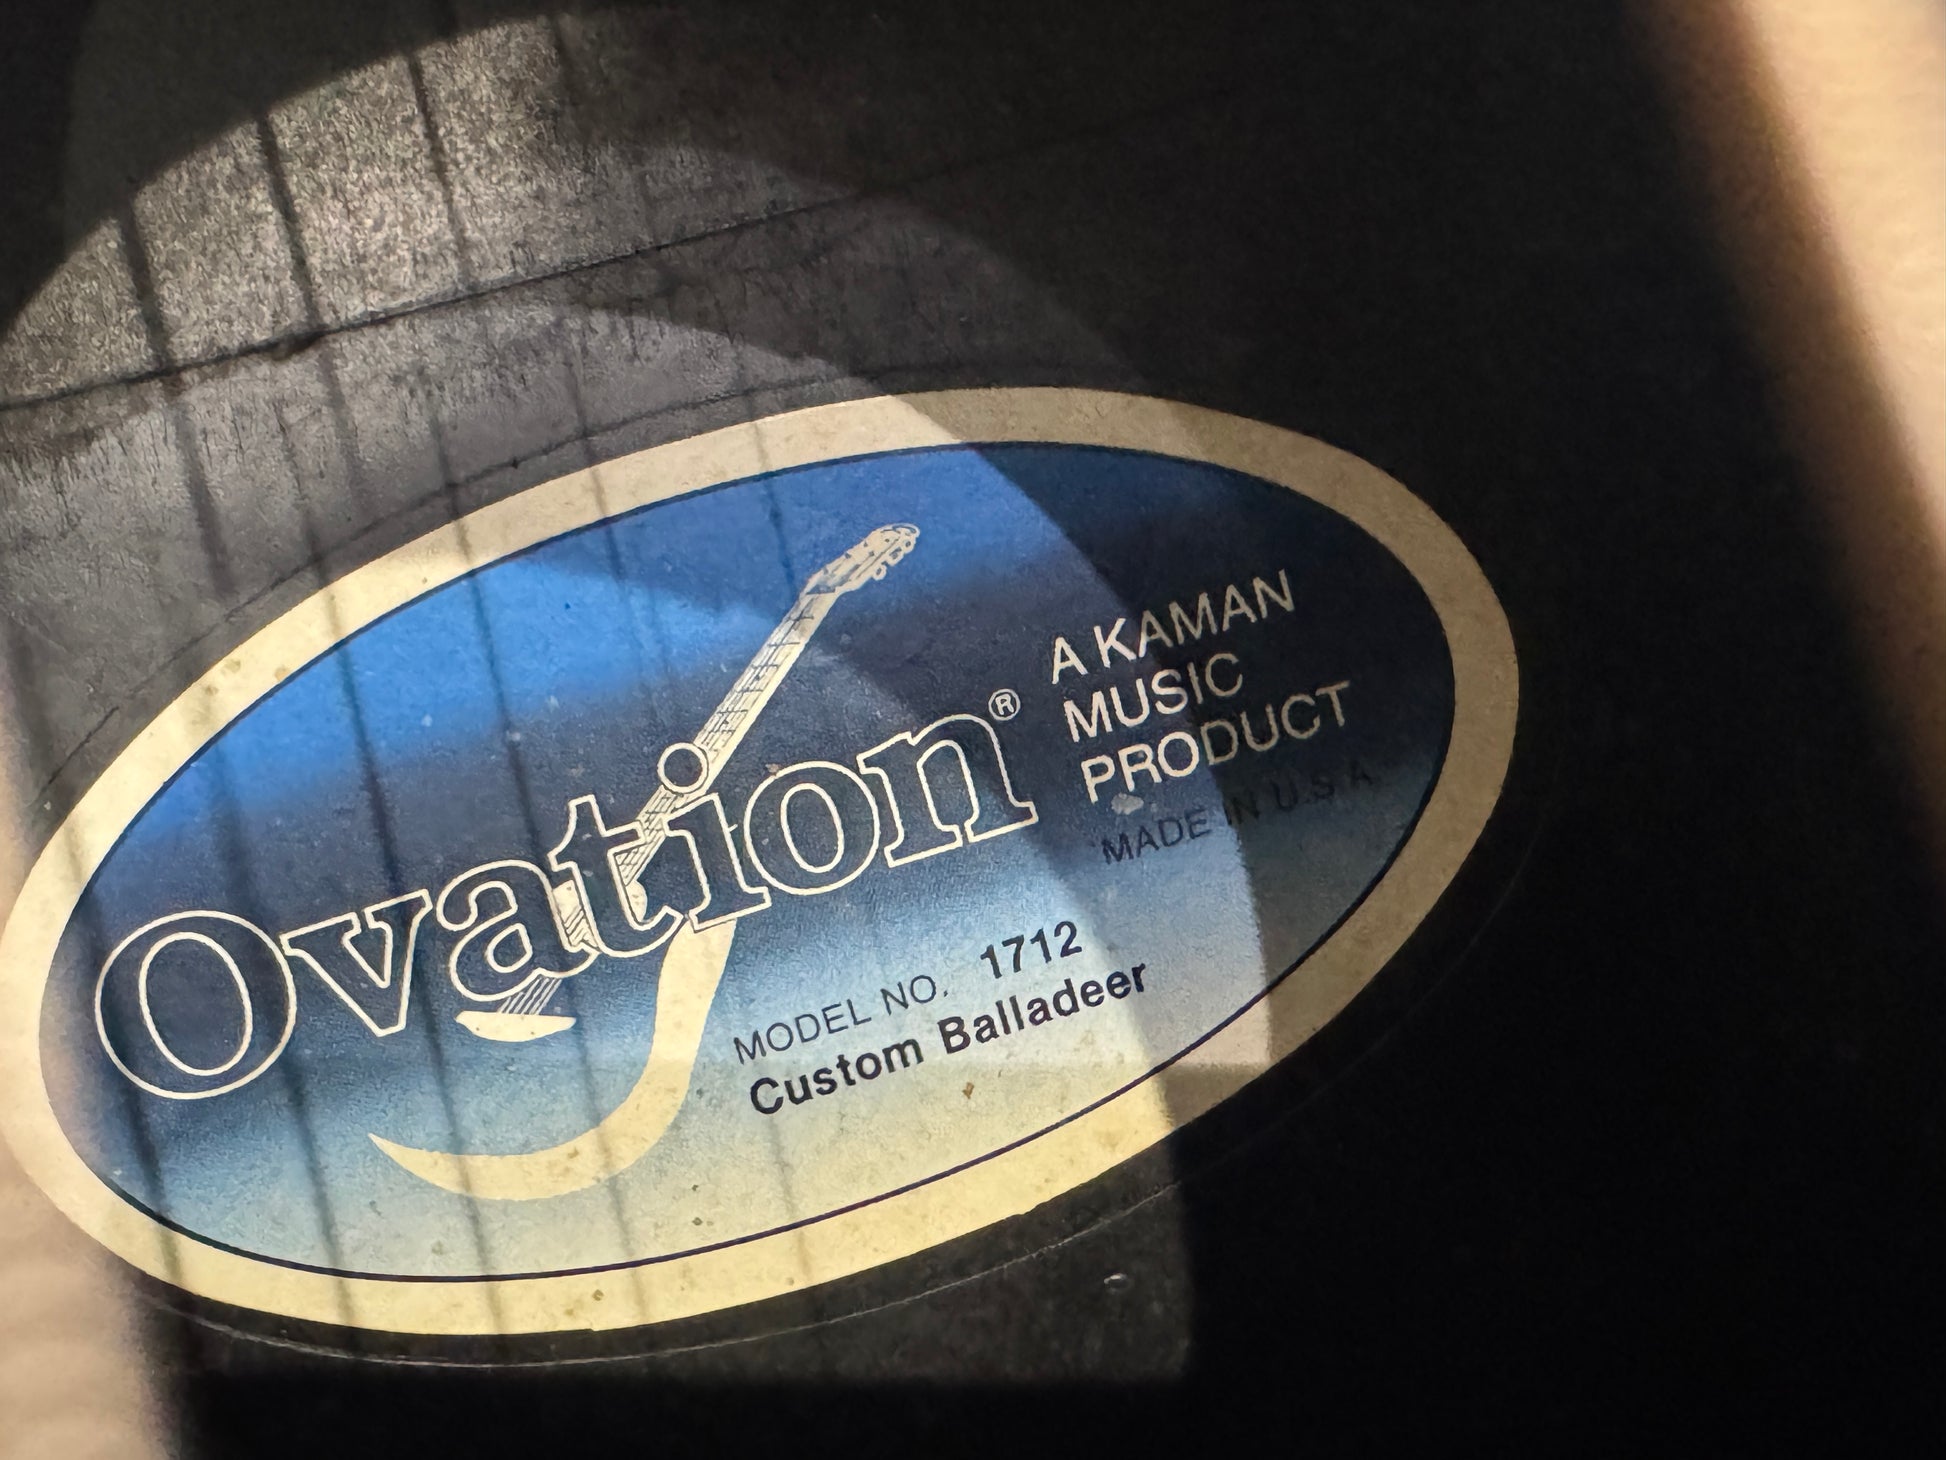 Ovation®
A KAMAN
MUSIC
PRODUCT
MADE IN U.S.A.
MODEL NO. 1712
Custom Balladeer